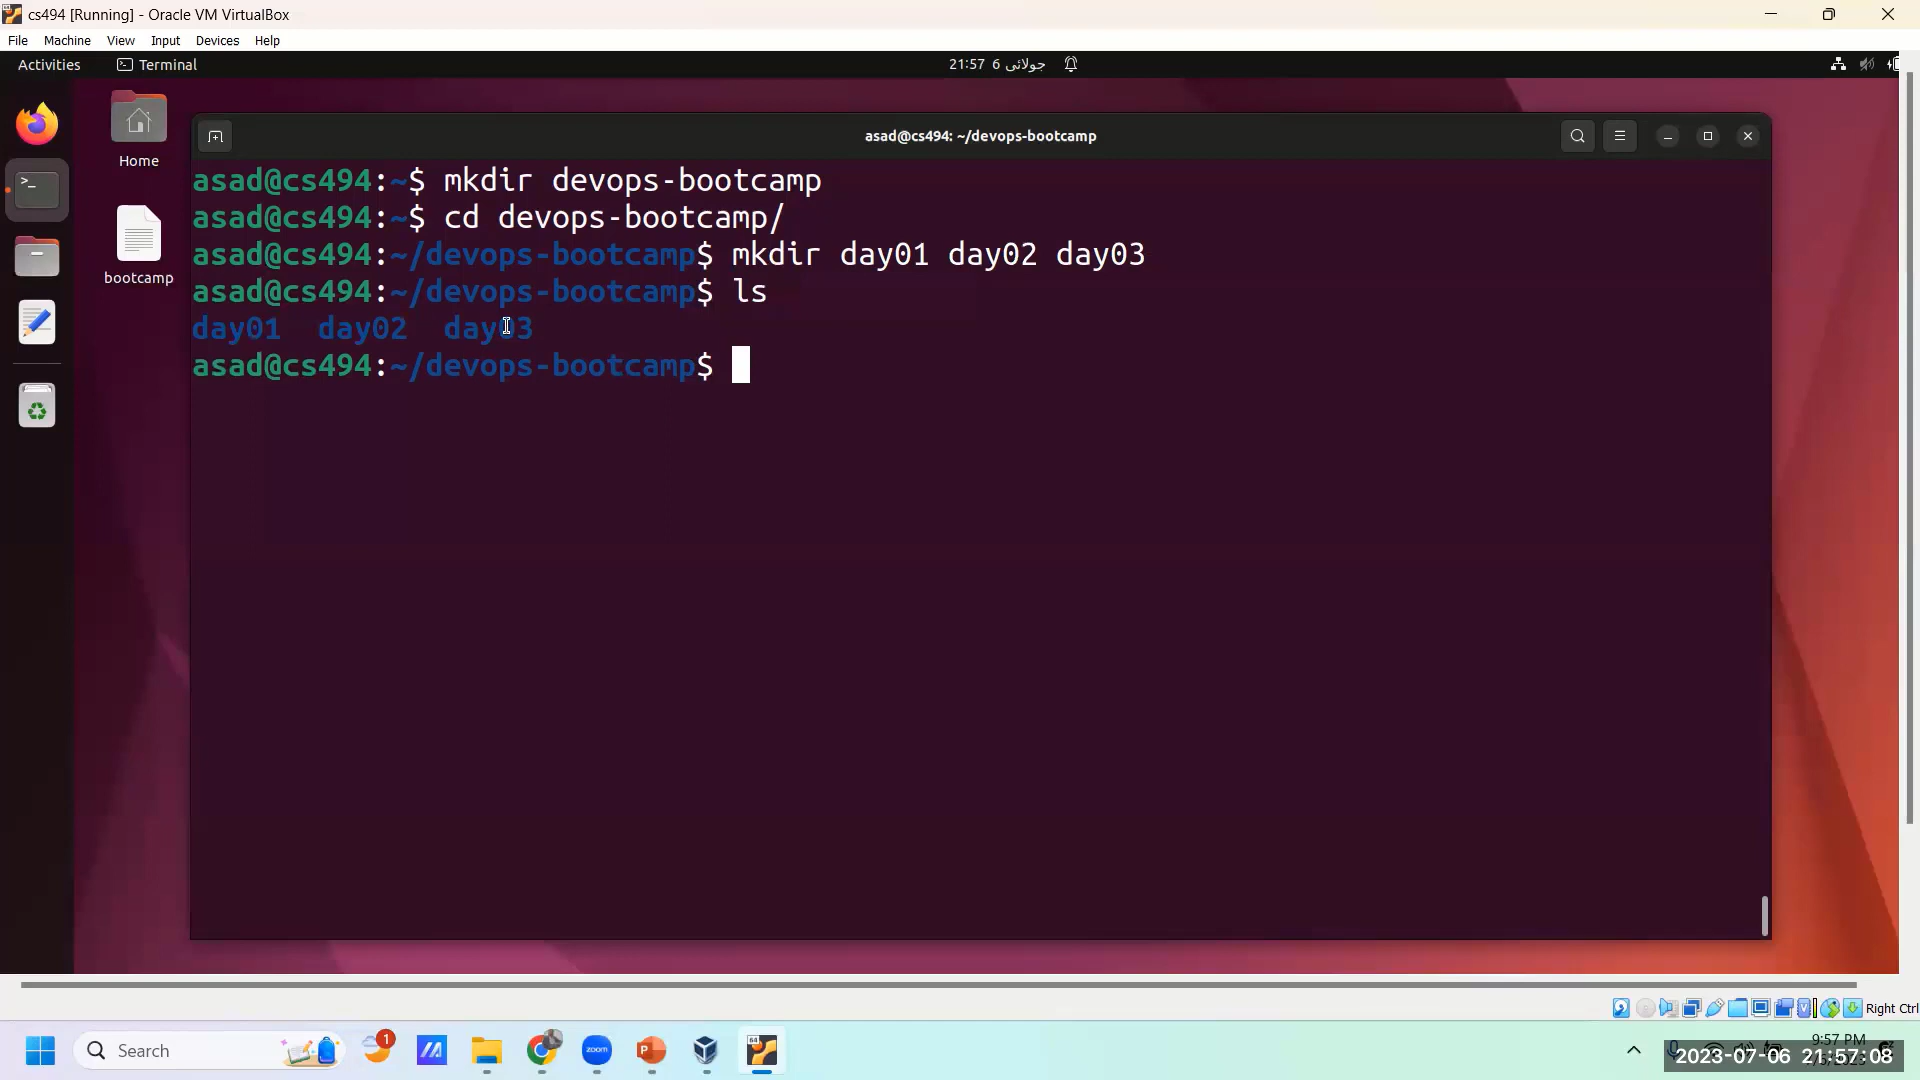 cs494 [Running] - Oracle VM VirtualBox
File Machine View Input Devices Help
Activities Terminal 21:57 6 جولائی
Home
bootcamp
asad@cs494: ~/devops-bootcamp
asad@cs494:~$ mkdir devops-bootcamp
asad@cs494:~$ cd devops-bootcamp/
asad@cs494:~/devops-bootcamp$ mkdir day01 day02 day03
asad@cs494:~/devops-bootcamp$ ls
day01 day02 day03
asad@cs494:~/devops-bootcamp$
Right Ctrl
Search
1
zoom
64
9:57 PM
2023-07-06 21:57:08